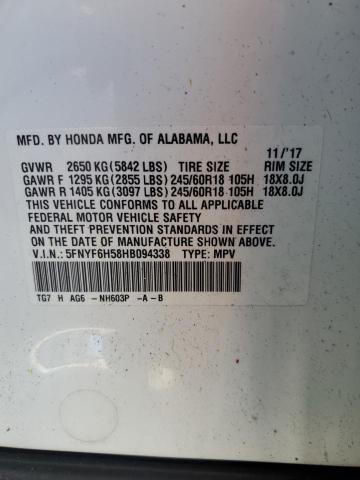 MFD. BY HONDA MFG. OF ALABAMA, LLC
11/'17
GVWR 2650 KG (5842 LBS) TIRE SIZE RIM SIZE
GAWR F 1295 KG (2855 LBS) 245/60R18 105H 18X8.0J
GAWR R 1405 KG (3097 LBS) 245/60R18 105H 18X8.0J
THIS VEHICLE CONFORMS TO ALL APPLICABLE
FEDERAL MOTOR VEHICLE SAFETY
AND THEFT PREVENTION STANDARDS IN
EFFECT ON THE DATE OF
MANUFACTURE SHOWN ABOVE.
V.I.N.: 5FNYF6H58HB094338 TYPE: MPV
TG7 H AG6 -NH603P -A-B